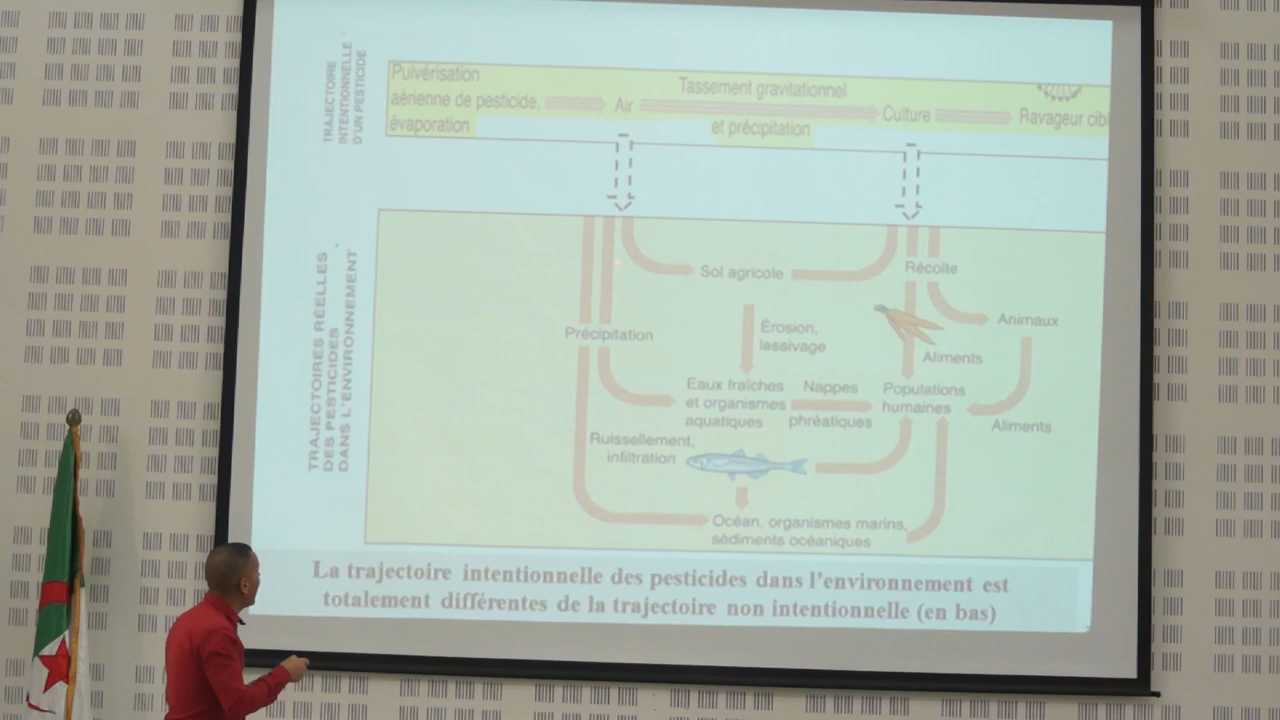 TRAJECTOIRE
INTENTIONNELLE
D'UN PESTICIDE
Pulvérisation
aérienne de pesticide,
évaporation
Air
Tassement gravitationnel
et précipitation
Culture
Ravageur cibl
TRAJECTOIRES RÉELLES
DES PESTICIDES
DANS L'ENVIRONNEMENT
Sol agricole
Récolte
Précipitation
Érosion,
lessivage
Animaux
Aliments
Eaux fraîches
et organismes
aquatiques
Nappes
phréatiques
Populations
humaines
Aliments
Ruissellement,
infiltration
Océan, organismes marins,
sédiments océaniques
La trajectoire intentionnelle des pesticides dans l'environnement est
totalement différentes de la trajectoire non intentionnelle (en bas)